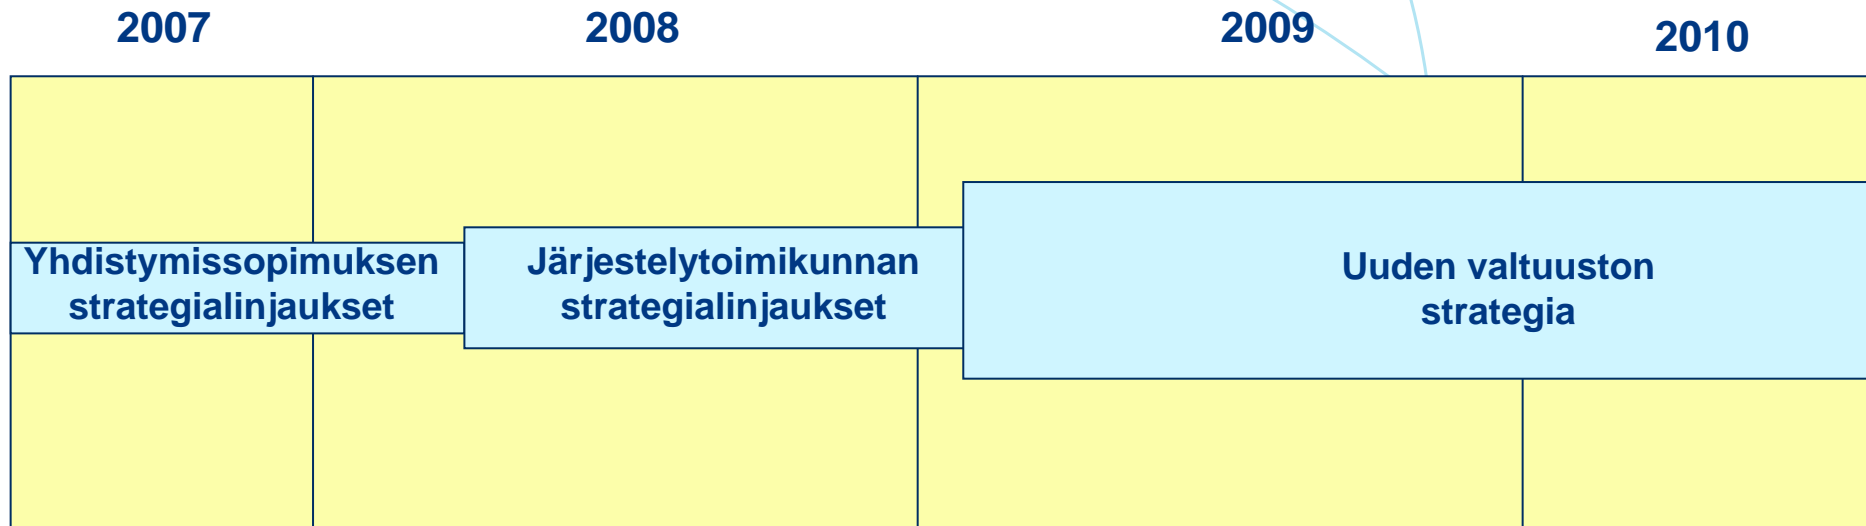 2007
2008
2009
2010
Yhdistymissopimuksen
strategialinjaukset
Järjestelytoimikunnan
strategialinjaukset
Uuden valtuuston
strategia